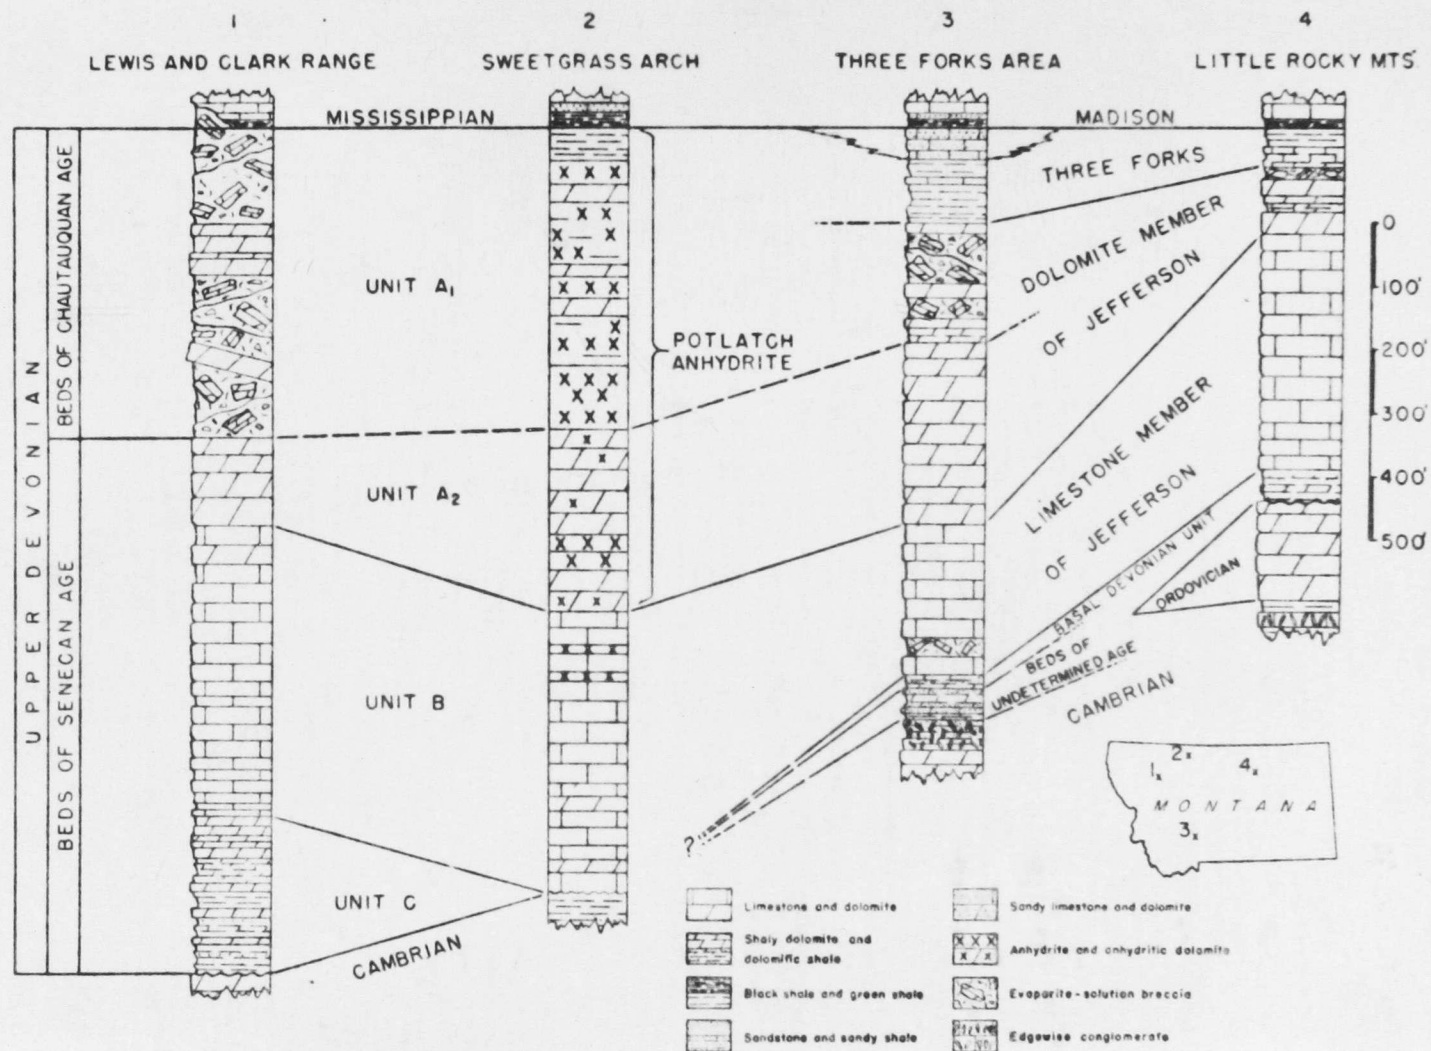 1
2
3
4
LEWIS AND CLARK RANGE
SWEETGRASS ARCH
THREE FORKS AREA
LITTLE ROCKY MTS.
MISSISSIPPIAN
MADISON
THREE FORKS
DOLOMITE MEMBER
OF JEFFERSON
LIMESTONE MEMBER
OF JEFFERSON
BASAL DEVONIAN UNIT
BEDS OF
UNDETERMINED AGE
ORDOVICIAN
CAMBRIAN
UPPER DEVONIAN
BEDS OF CHAUTAUQUAN AGE
BEDS OF SENECAN AGE
UNIT A₁
UNIT A₂
UNIT B
UNIT C
CAMBRIAN
POTLATCH
ANHYDRITE
?
0
100'
200'
300'
400'
500'
1x
2x
4x
MONTANA
3x
Limestone and dolomite
Shaly dolomite and
dolomitic shale
Black shale and green shale
Sandstone and sandy shale
Sandy limestone and dolomite
Anhydrite and anhydritic dolomite
Evaporite-solution breccia
Edgewise conglomerate